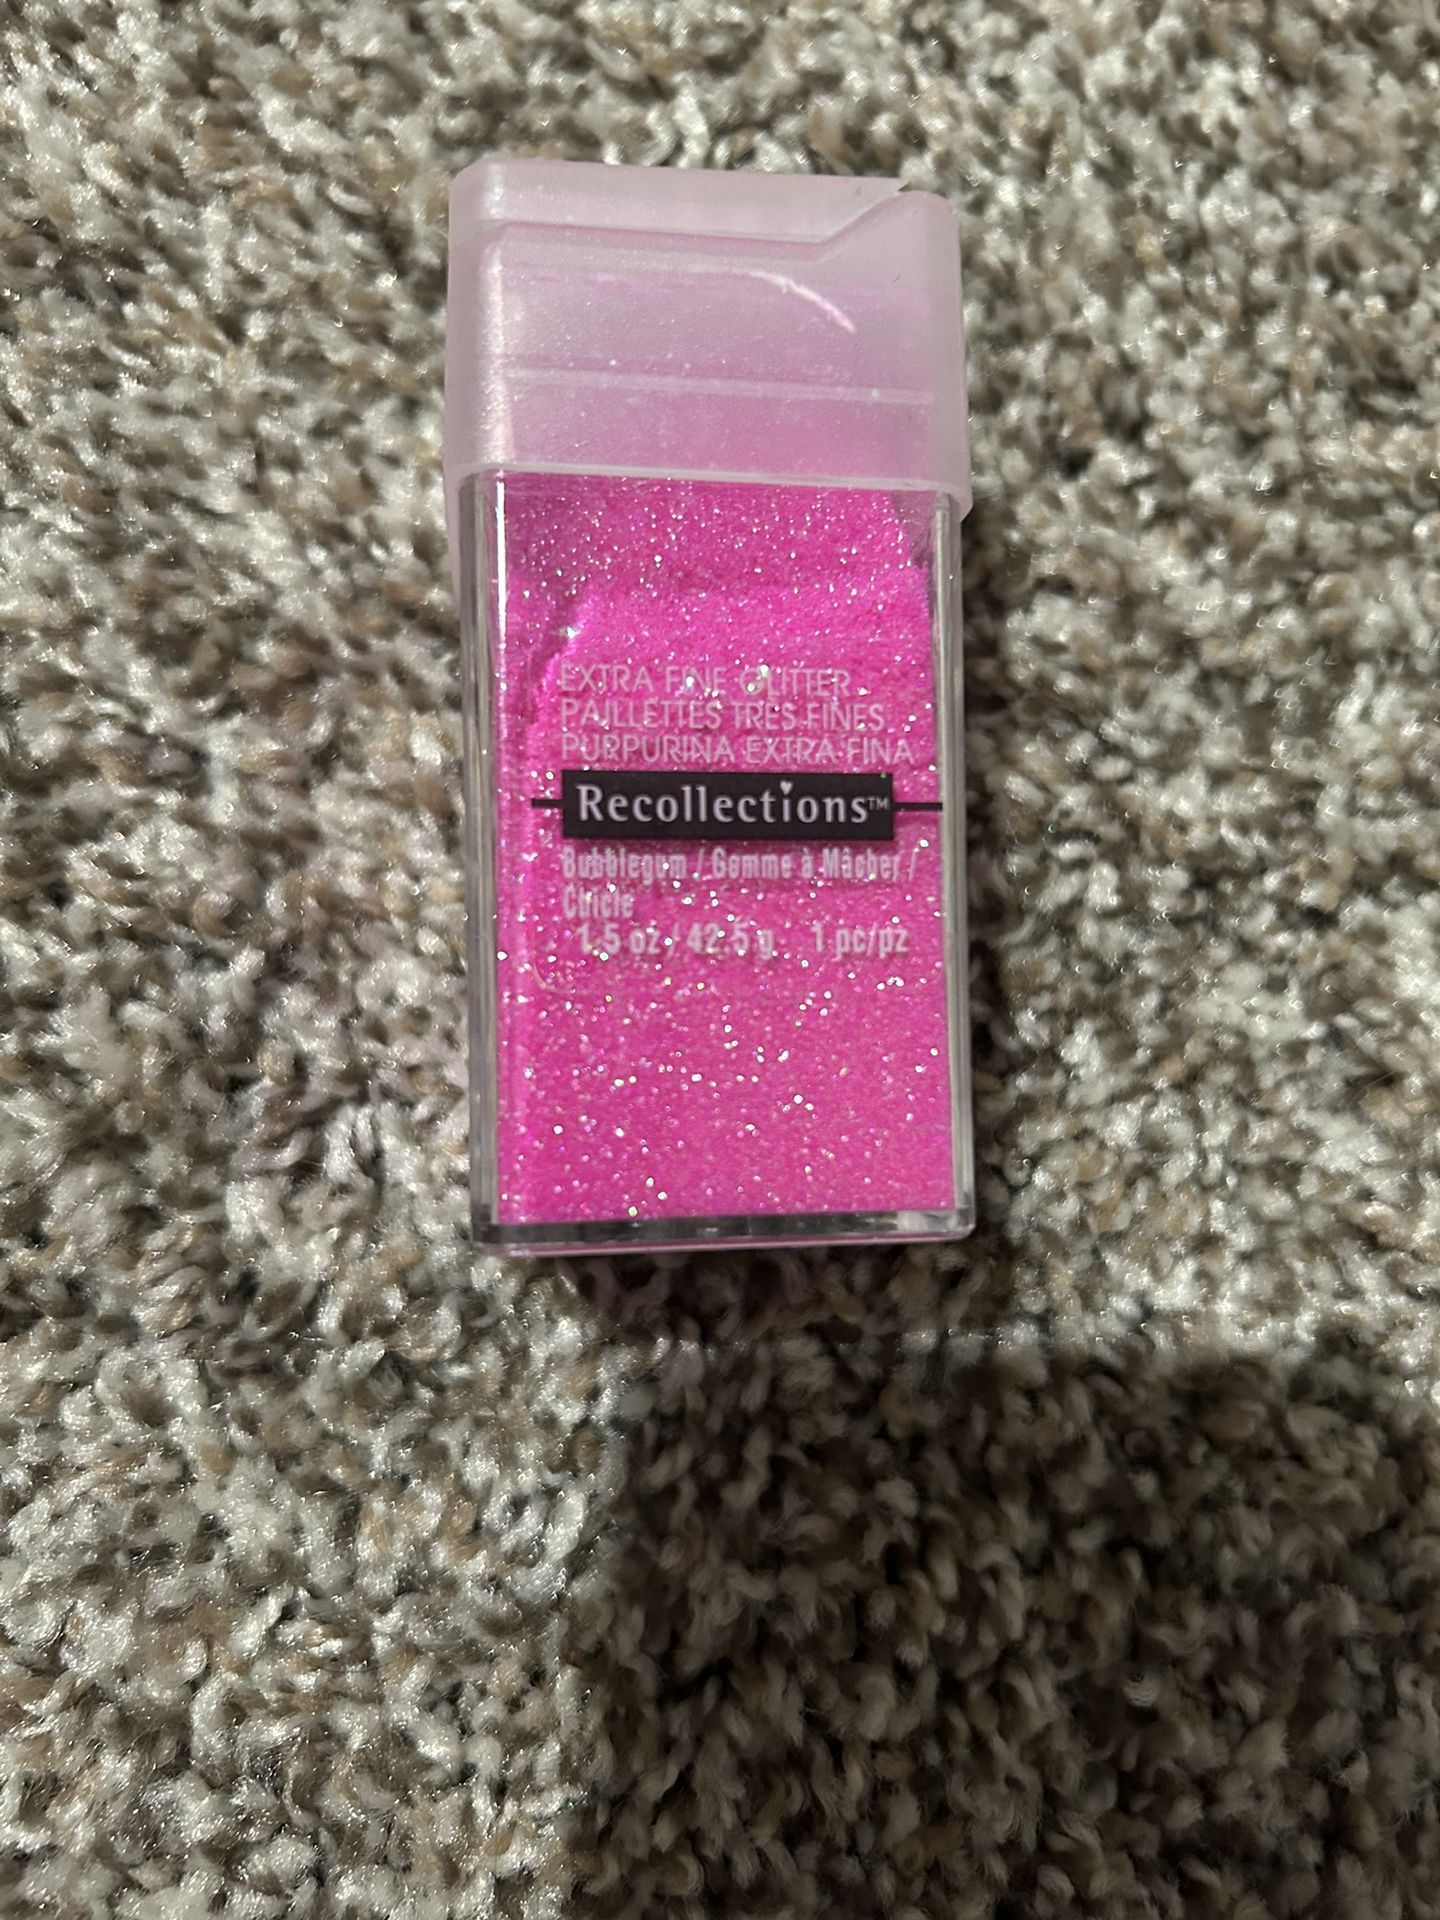 EXTRA FINE GLITTER
PAILLETTES TRÈS FINES
PURPURINA EXTRA FINA
Recollections™
Bubblegum / Gomme à Mâcher /
Chicle
1.5 oz / 42.5 g 1 pc/pz